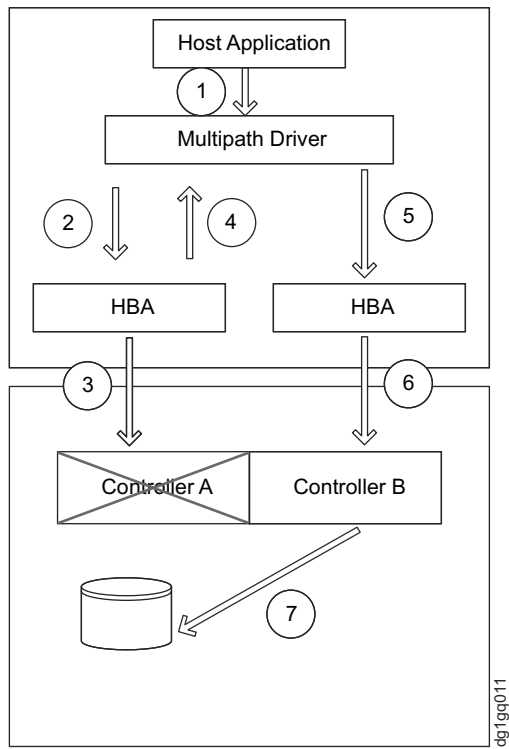 Host Application
1
Multipath Driver
2
4
5
HBA
HBA
3
6
Controller A
Controller B
7
dg1gq011